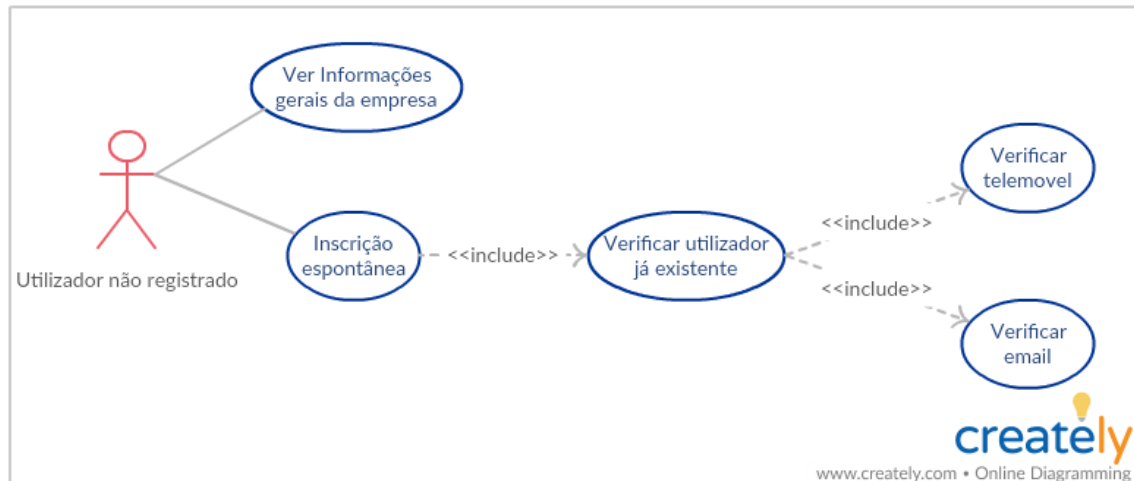 Ver Informações
gerais da empresa
Utilizador não registrado
Inscrição
espontânea
<<include>>
Verificar utilizador
já existente
<<include>>
<<include>>
Verificar
telemovel
Verificar
email
creately
www.creately.com • Online Diagramming